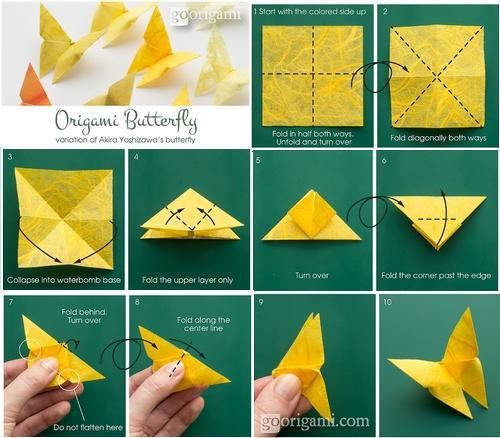 goorigami
Origami Butterfly
variation of Akira Yoshizawa's butterfly
1 Start with the colored side up
Fold in half both ways.
Unfold and turn over
2
Fold diagonally both ways
3
Collapse into waterbomb base
4
Fold the upper layer only
5
Turn over
6
Fold the corner past the edge
7
Fold behind.
Turn over
Do not flatten here
8
Fold along the
center line
9
goorigami.com
10